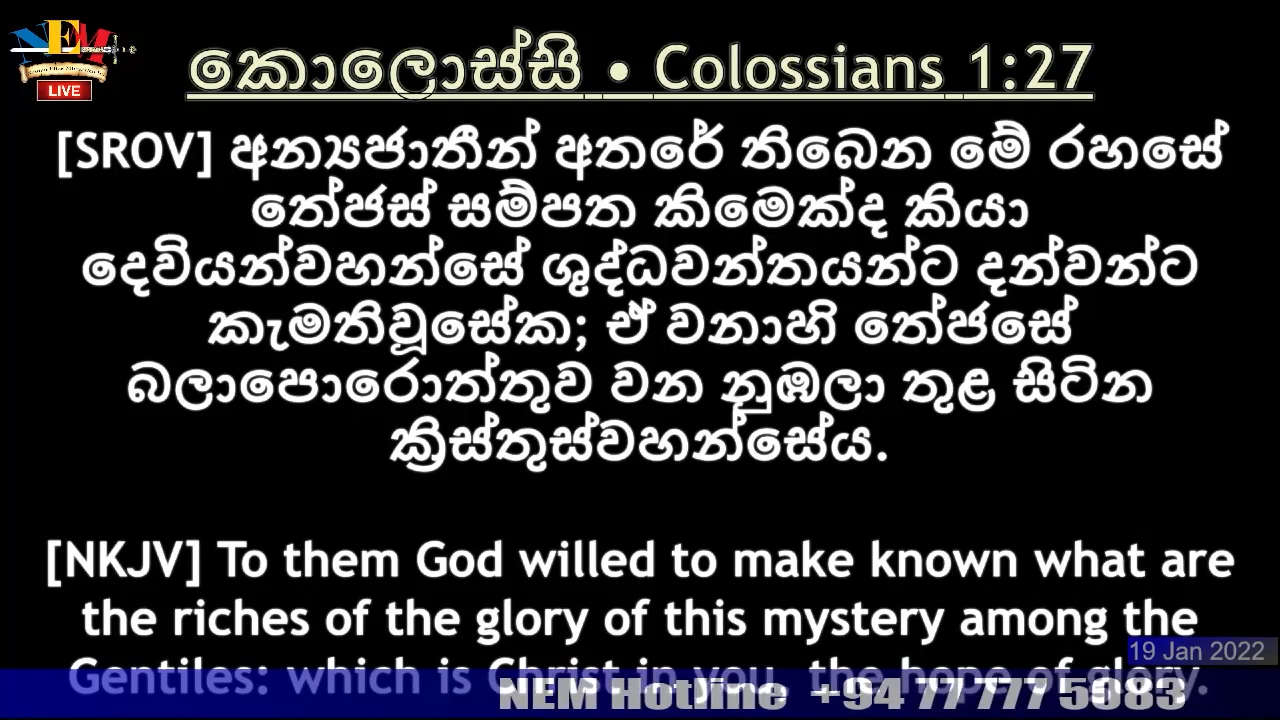 NEM
LIVE
කොලොස්සි • Colossians 1:27
[SROV] අන්‍යජාතීන් අතරේ තිබෙන මේ රහසේ
තේජස් සම්පත කිමෙක්ද කියා
දෙවියන්වහන්සේ ශුද්ධවන්තයන්ට දන්වන්ට
කැමතිවූසේක; ඒ වනාහි තේජසේ
බලාපොරොත්තුව වන නුඹලා තුළ සිටින
ක්‍රිස්තුස්වහන්සේය.
[NKJV] To them God willed to make known what are
the riches of the glory of this mystery among the
Gentiles: which is Christ in you, the hope of glory.
19 Jan 2022
NEM Hotline +94 77 777 5683